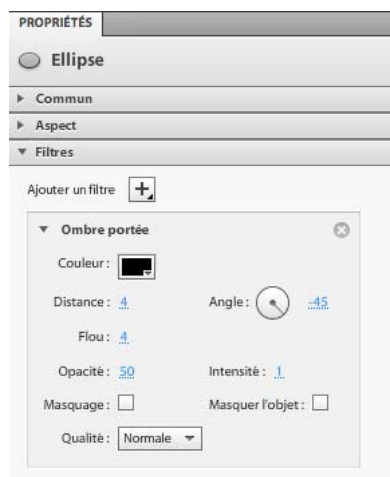 PROPRIÉTÉS
Ellipse
Commun
Aspect
Filtres
Ajouter un filtre
Ombre portée
Couleur :
Distance : 4 Angle : -45
Flou : 4
Opacité : 50 Intensité : 1
Masquage : Masquer l'objet :
Qualité : Normale